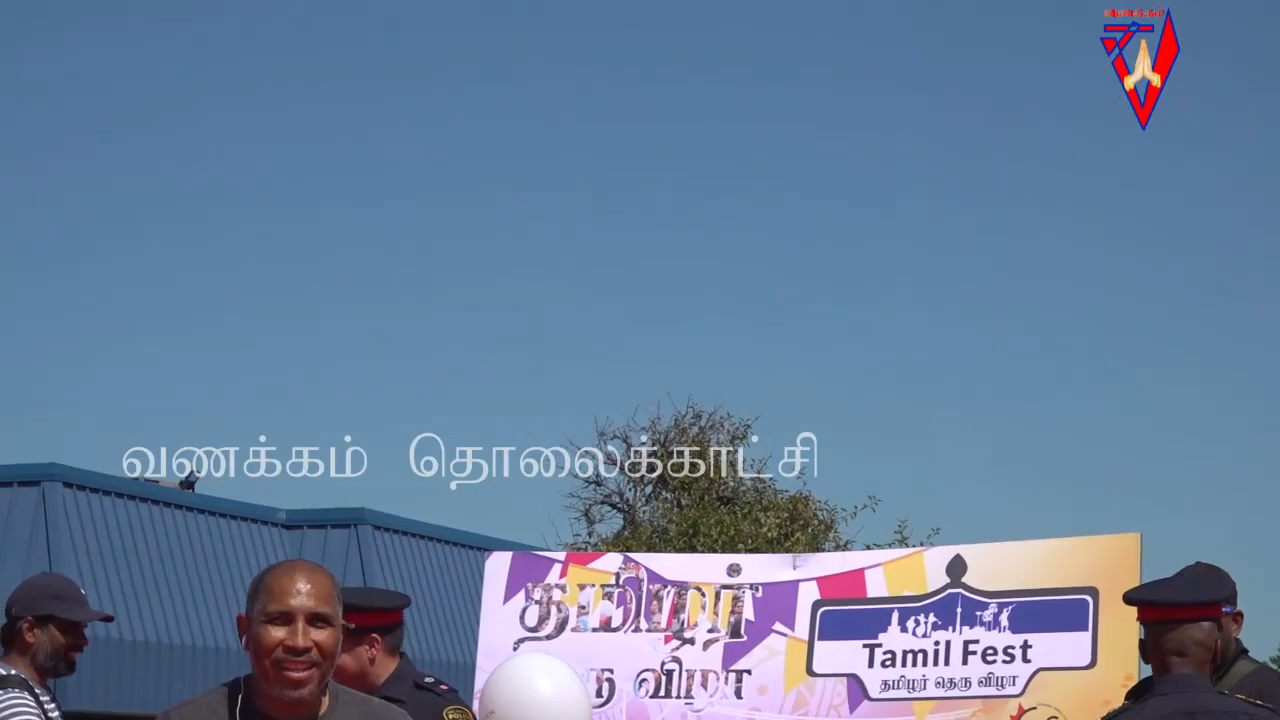 வணக்கம் தொலைக்காட்சி
தமிழர்
விழா
Tamil Fest
தமிழர் தெரு விழா